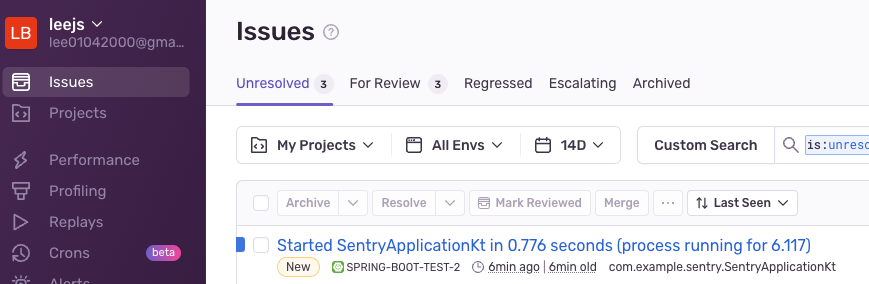 LB
leejs
lee01042000@gma...
Issues
Projects
Performance
Profiling
Replays
Crons beta
Alerts
Issues ?
Unresolved 3 For Review 3 Regressed Escalating Archived
My Projects All Envs 14D Custom Search is:unresc
Archive Resolve Mark Reviewed Merge ... Last Seen
Started SentryApplicationKt in 0.776 seconds (process running for 6.117)
New SPRING-BOOT-TEST-2 6min ago | 6min old com.example.sentry.SentryApplicationKt